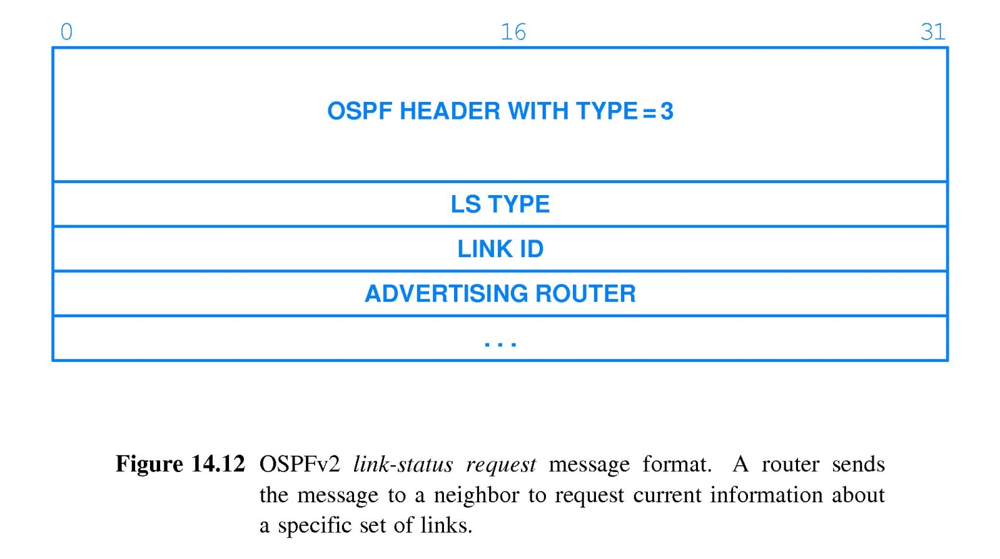 0 16 31
OSPF HEADER WITH TYPE = 3
LS TYPE
LINK ID
ADVERTISING ROUTER
. . .
Figure 14.12 OSPFv2 link-status request message format. A router sends
the message to a neighbor to request current information about
a specific set of links.